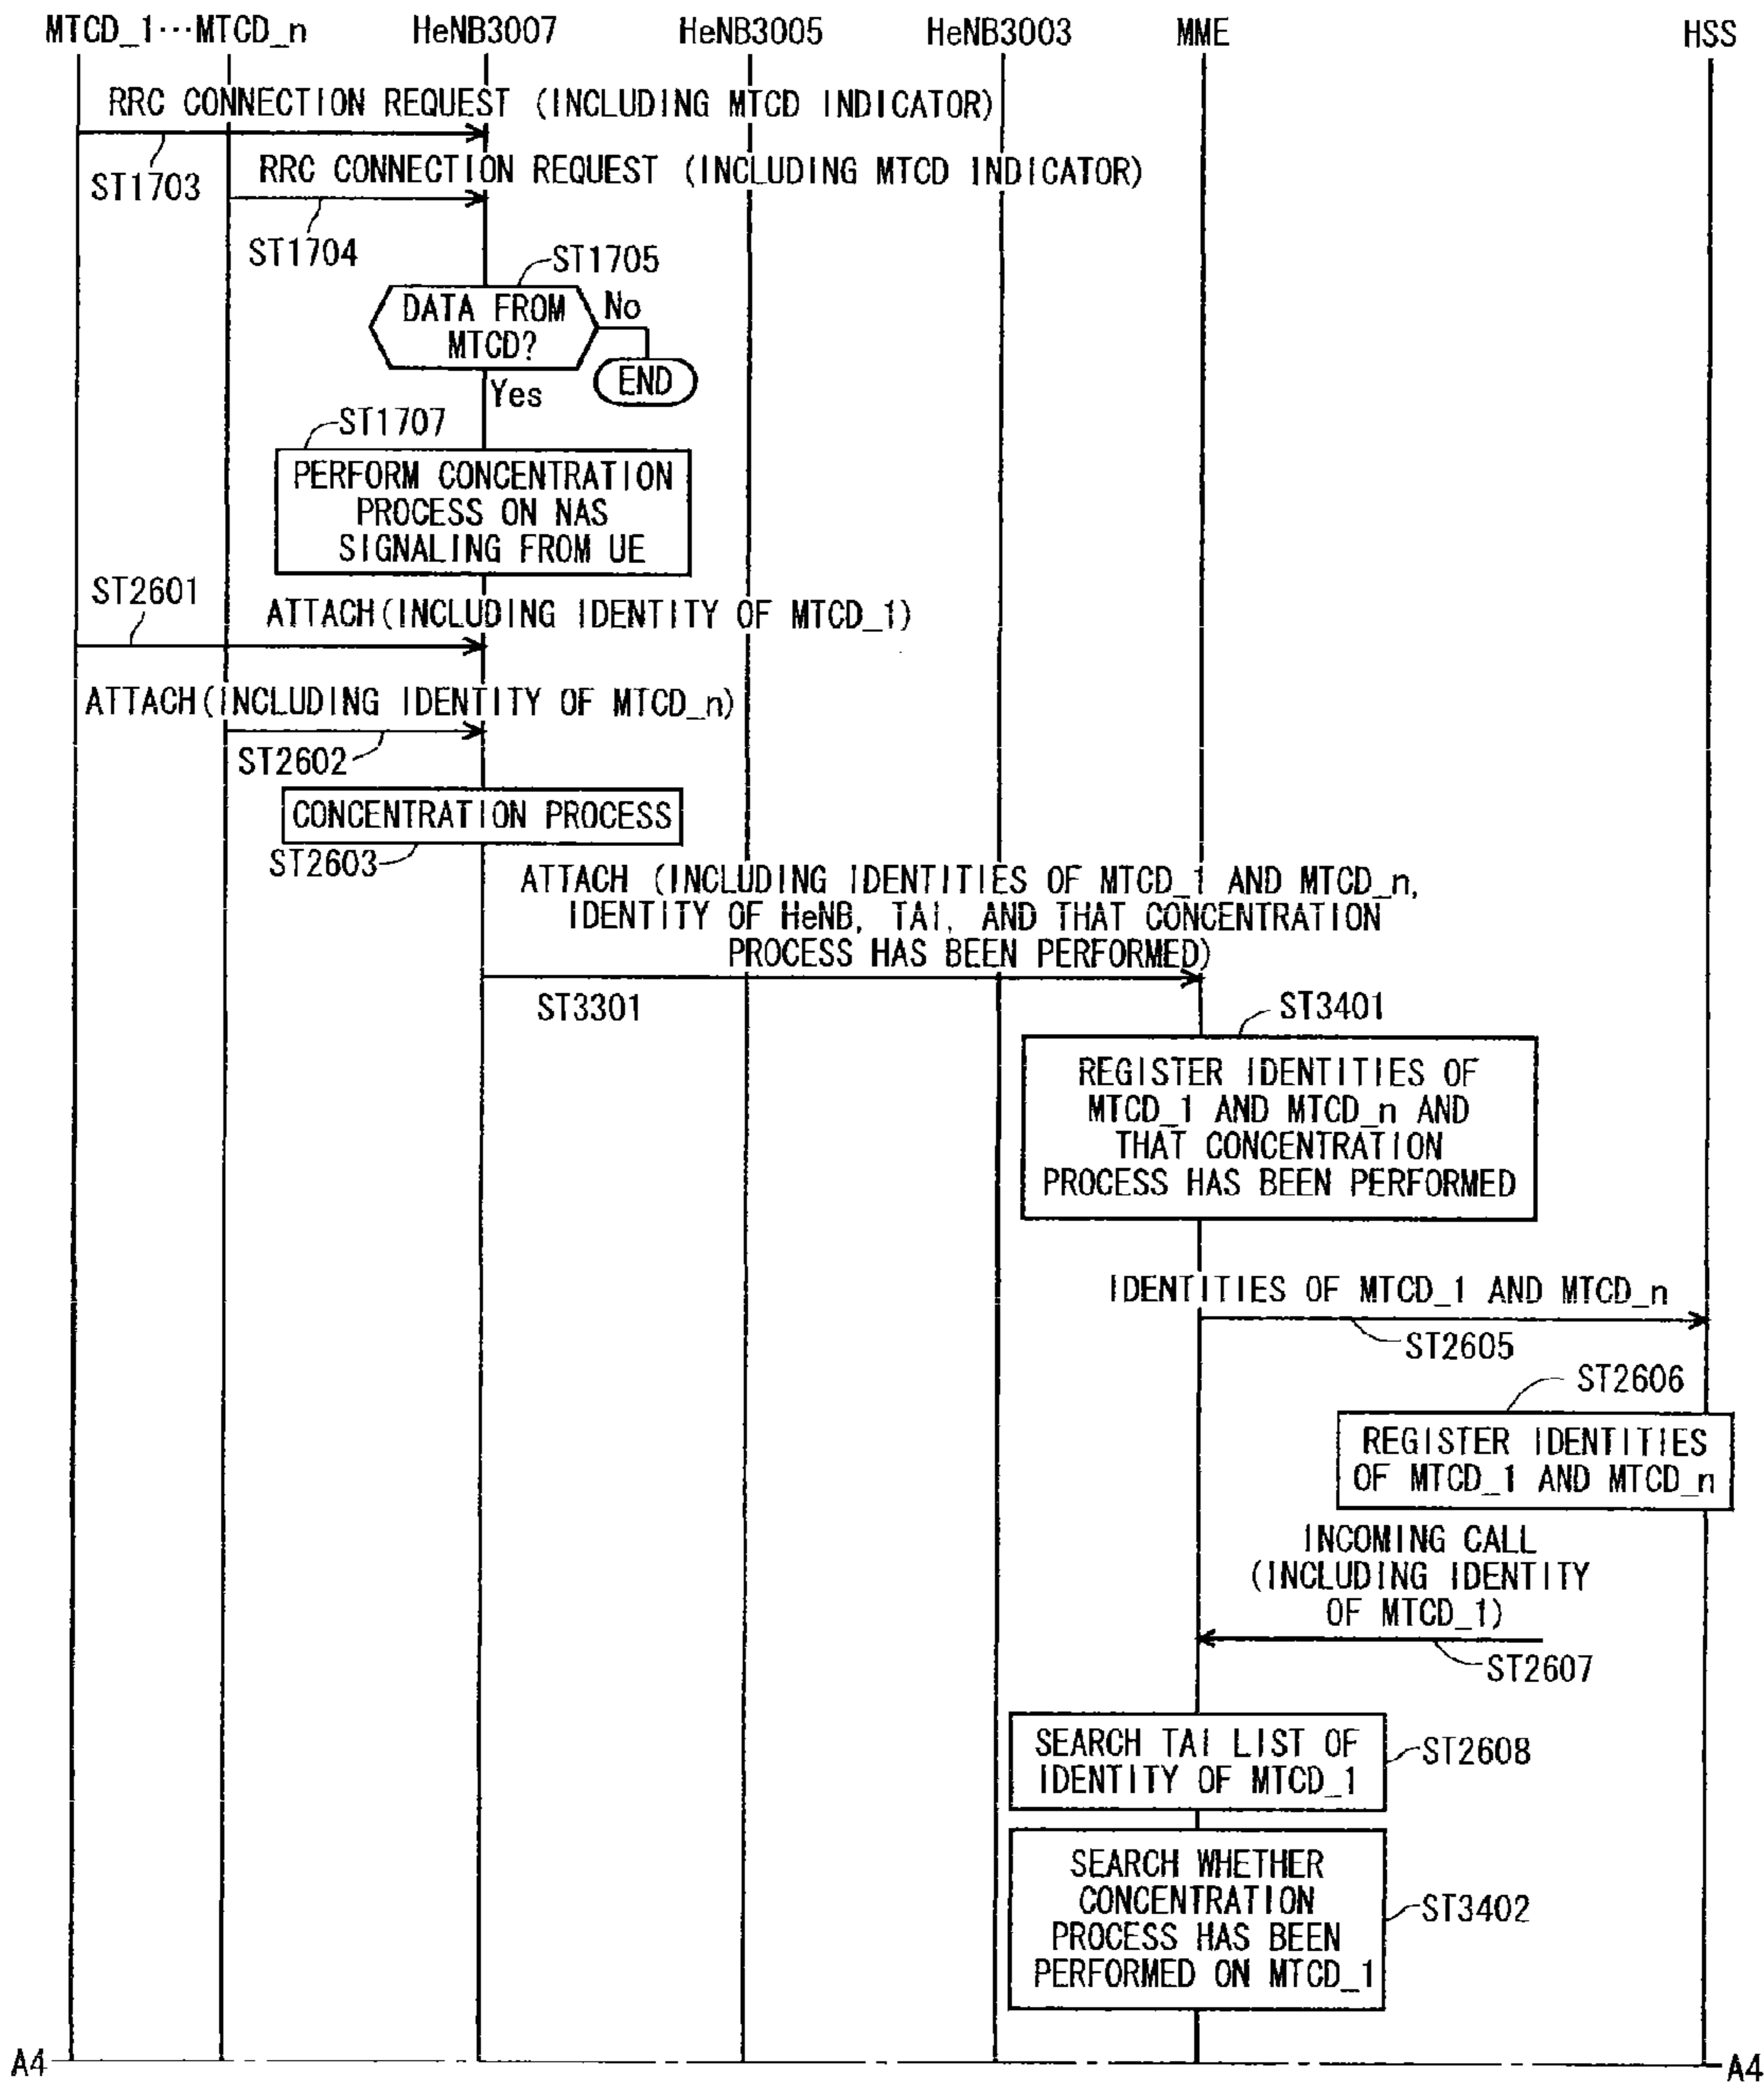 MTCD_1···MTCD_n HeNB3007 HeNB3005 HeNB3003 MME HSS
RRC CONNECTION REQUEST (INCLUDING MTCD INDICATOR)
ST1703
RRC CONNECTION REQUEST (INCLUDING MTCD INDICATOR)
ST1704
ST1705
DATA FROM
MTCD?
No
END
Yes
ST1707
PERFORM CONCENTRATION
PROCESS ON NAS
SIGNALING FROM UE
ST2601
ATTACH(INCLUDING IDENTITY OF MTCD_1)
ATTACH(INCLUDING IDENTITY OF MTCD_n)
ST2602
CONCENTRATION PROCESS
ST2603
ATTACH (INCLUDING IDENTITIES OF MTCD_1 AND MTCD_n,
IDENTITY OF HeNB, TAI, AND THAT CONCENTRATION
PROCESS HAS BEEN PERFORMED)
ST3301
ST3401
REGISTER IDENTITIES OF
MTCD_1 AND MTCD_n AND
THAT CONCENTRATION
PROCESS HAS BEEN PERFORMED
IDENTITIES OF MTCD_1 AND MTCD_n
ST2605
ST2606
REGISTER IDENTITIES
OF MTCD_1 AND MTCD_n
INCOMING CALL
(INCLUDING IDENTITY
OF MTCD_1)
ST2607
SEARCH TAI LIST OF
IDENTITY OF MTCD_1
ST2608
SEARCH WHETHER
CONCENTRATION
PROCESS HAS BEEN
PERFORMED ON MTCD_1
ST3402
A4 A4